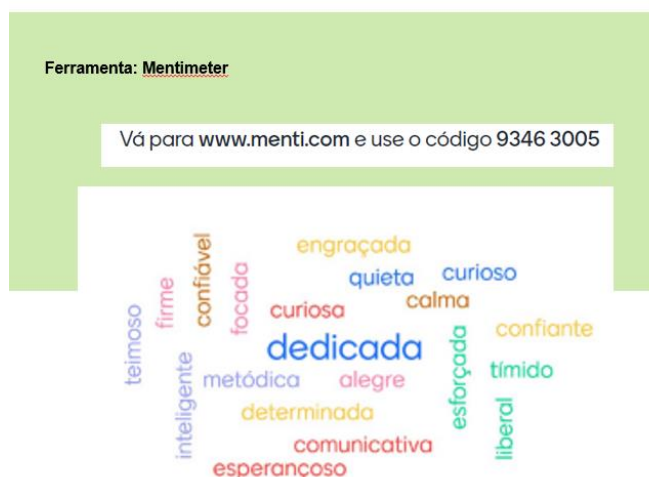 Ferramenta: Mentimeter
Vá para www.menti.com e use o código 9346 3005
engraçada
confiável
quieta
curioso
focada
firme
calma
curiosa
teimoso
confiante
dedicada
esforçada
tímido
inteligente
metódica
alegre
determinada
liberal
comunicativa
esperançoso